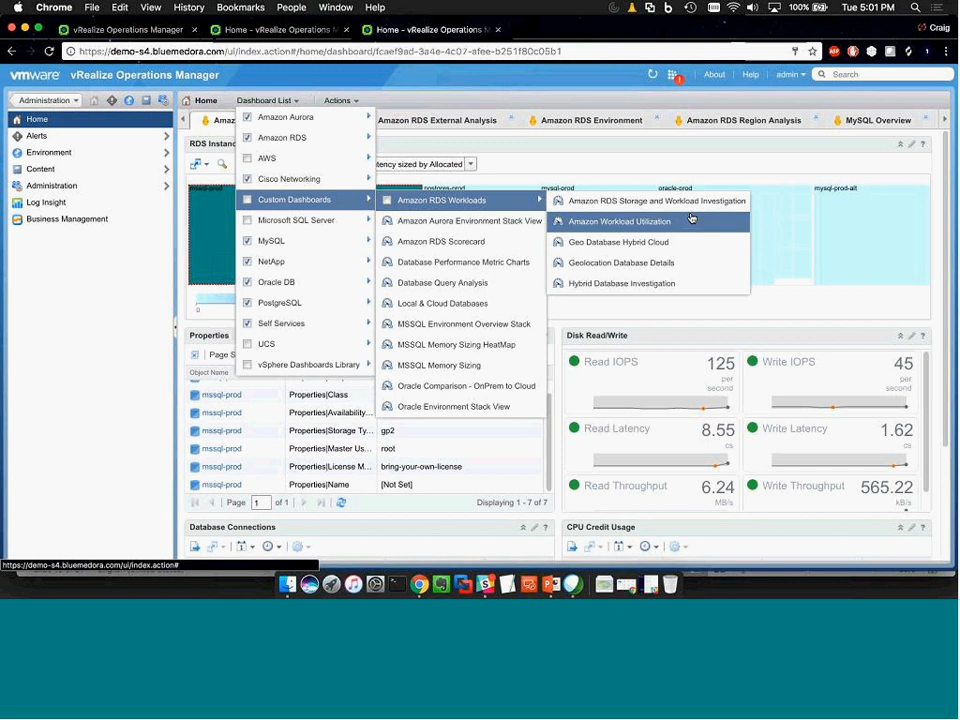 Chrome File Edit View History Bookmarks People Window Help 100% Tue 5:01 PM
vRealize Operations Manager × Home - vRealize Operations Ma × Home - vRealize Operations Ma × Craig
https://demo-s4.bluemedora.com/ui/index.action#/home/dashboard/fcaef9ad-3a4e-4c07-afee-b251f80c05b1
vmware vRealize Operations Manager About Help admin Search
Administration Home Dashboard List Actions
Home
Alerts
Environment
Content
Administration
Log Insight
Business Management
Amaz Amazon RDS External Analysis Amazon RDS Environment Amazon RDS Region Analysis MySQL Overview
RDS Instanc
tency sized by Allocated
mssql-prod postgres-prod mysql-prod oracle-prod mysql-prod-alt
0
Amazon Aurora
Amazon RDS
AWS
Cisco Networking
Custom Dashboards
Microsoft SQL Server
MySQL
NetApp
Oracle DB
PostgreSQL
Self Services
UCS
vSphere Dashboards Library
Amazon RDS Workloads
Amazon Aurora Environment Stack View
Amazon RDS Scorecard
Database Performance Metric Charts
Database Query Analysis
Local & Cloud Databases
MSSQL Environment Overview Stack
MSSQL Memory Sizing HeatMap
MSSQL Memory Sizing
Oracle Comparison - OnPrem to Cloud
Oracle Environment Stack View
Amazon RDS Storage and Workload Investigation
Amazon Workload Utilization
Geo Database Hybrid Cloud
Geolocation Database Details
Hybrid Database Investigation
Properties
Page S
Object Name
mssql-prod Properties|Class
mssql-prod Properties|Availability...
mssql-prod Properties|Storage Ty... gp2
mssql-prod Properties|Master Us... root
mssql-prod Properties|License M... bring-your-own-license
mssql-prod Properties|Name [Not Set]
Page 1 of 1 Displaying 1 - 7 of 7
Disk Read/Write
Read IOPS 125 per second
Write IOPS 45 per second
Read Latency 8.55 cs
Write Latency 1.62 cs
Read Throughput 6.24 MB/s
Write Throughput 565.22
Database Connections
CPU Credit Usage
https://demo-s4.bluemedora.com/ui/index.action#